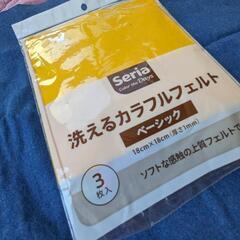 Seria
Color the Days
洗えるカラフルフェルト
ベーシック
18cm×18cm(厚さ1mm)
3枚入
ソフトな感触の上質フェルトで